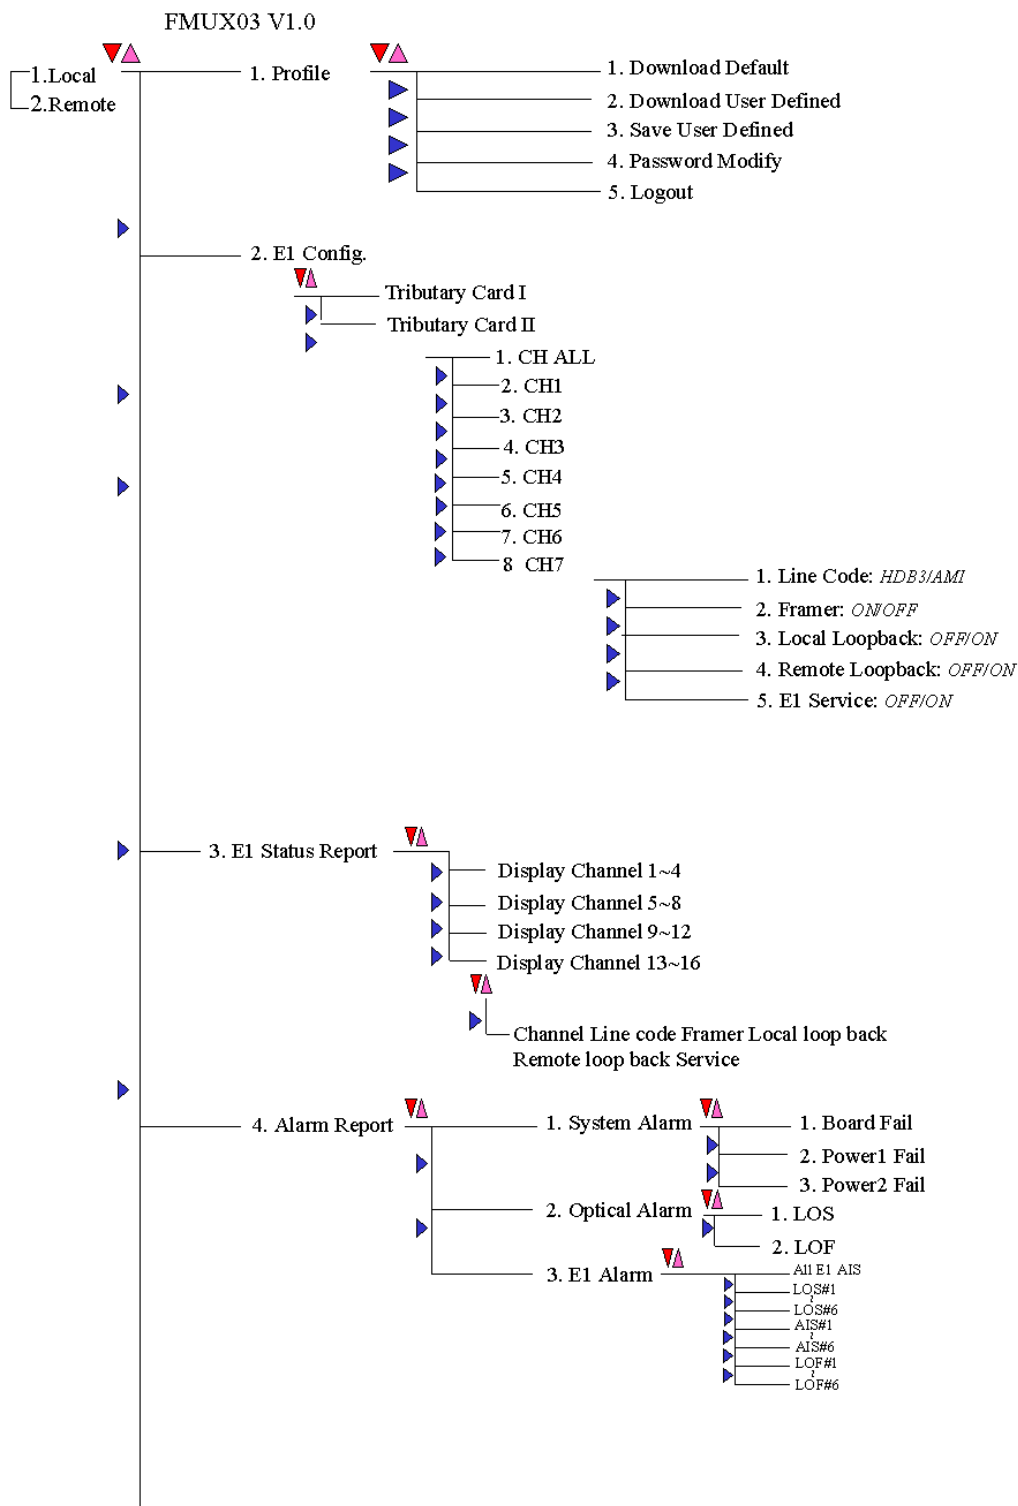 FMUX03 V1.0
1.Local
2.Remote
1. Profile
1. Download Default
2. Download User Defined
3. Save User Defined
4. Password Modify
5. Logout
2. E1 Config.
Tributary Card I
Tributary Card II
1. CH ALL
2. CH1
3. CH2
4. CH3
5. CH4
6. CH5
7. CH6
8 CH7
1. Line Code: HDB3/AMI
2. Framer: ON/OFF
3. Local Loopback: OFF/ON
4. Remote Loopback: OFF/ON
5. E1 Service: OFF/ON
3. E1 Status Report
Display Channel 1~4
Display Channel 5~8
Display Channel 9~12
Display Channel 13~16
Channel Line code Framer Local loop back
Remote loop back Service
4. Alarm Report
1. System Alarm
1. Board Fail
2. Power1 Fail
3. Power2 Fail
2. Optical Alarm
1. LOS
2. LOF
3. E1 Alarm
All E1 AIS
LOS#1
~
LOS#6
AIS#1
~
AIS#6
LOF#1
~
LOF#6